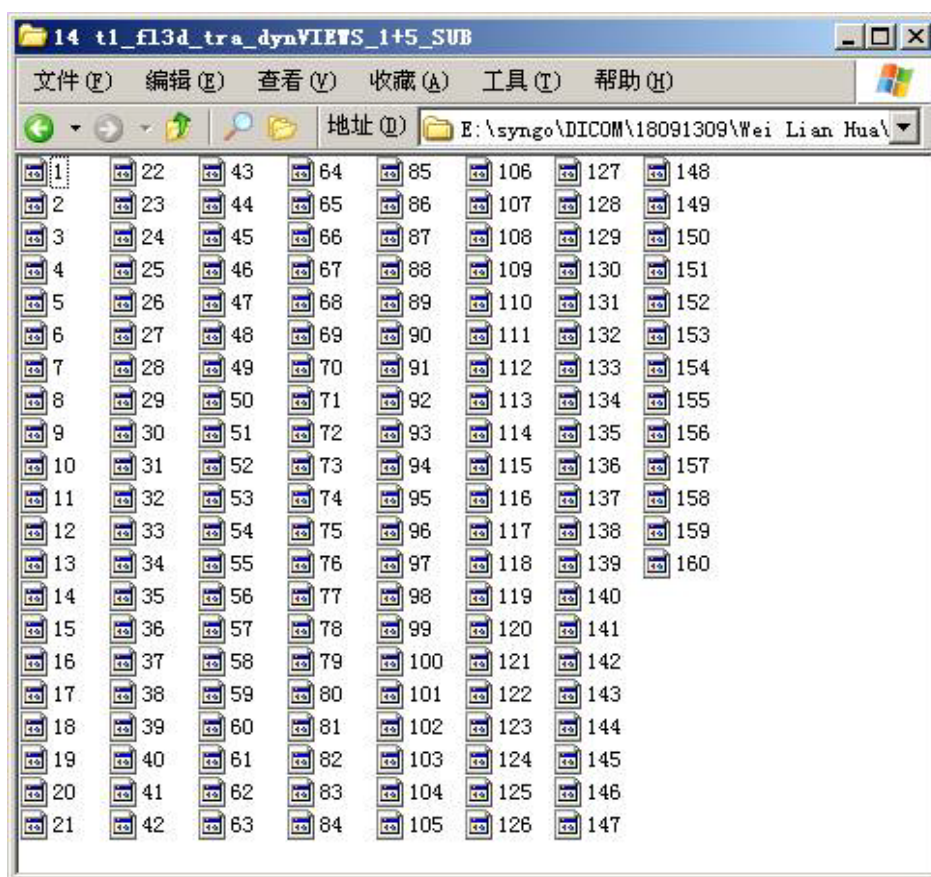 14 t1_fl3d_tra_dynVIEWS_1+5_SUB
文件(F) 编辑(E) 查看(V) 收藏(A) 工具(T) 帮助(H)
地址(D) E:\syngo\DICOM\18091309\Wei Lian Hua\
1 22 43 64 85 106 127 148
2 23 44 65 86 107 128 149
3 24 45 66 87 108 129 150
4 25 46 67 88 109 130 151
5 26 47 68 89 110 131 152
6 27 48 69 90 111 132 153
7 28 49 70 91 112 133 154
8 29 50 71 92 113 134 155
9 30 51 72 93 114 135 156
10 31 52 73 94 115 136 157
11 32 53 74 95 116 137 158
12 33 54 75 96 117 138 159
13 34 55 76 97 118 139 160
14 35 56 77 98 119 140
15 36 57 78 99 120 141
16 37 58 79 100 121 142
17 38 59 80 101 122 143
18 39 60 81 102 123 144
19 40 61 82 103 124 145
20 41 62 83 104 125 146
21 42 63 84 105 126 147